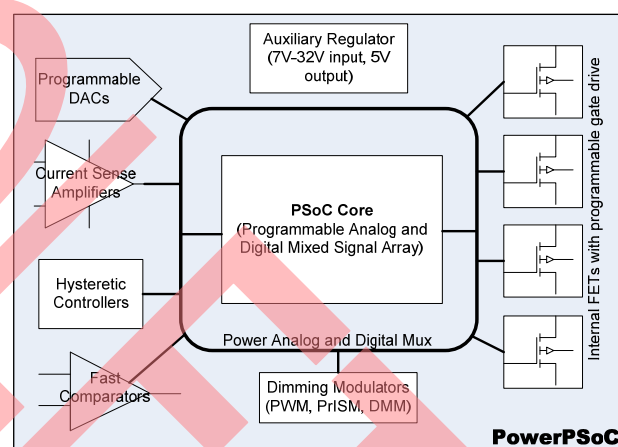 Auxiliary Regulator
(7V-32V input, 5V
output)
Programmable
DACs
Current Sense
Amplifiers
PSoC Core
(Programmable Analog and
Digital Mixed Signal Array)
Hysteretic
Controllers
Power Analog and Digital Mux
Fast
Comparators
Dimming Modulators
(PWM, PrISM, DMM)
Internal FETs with programmable gate drive
PowerPSoC